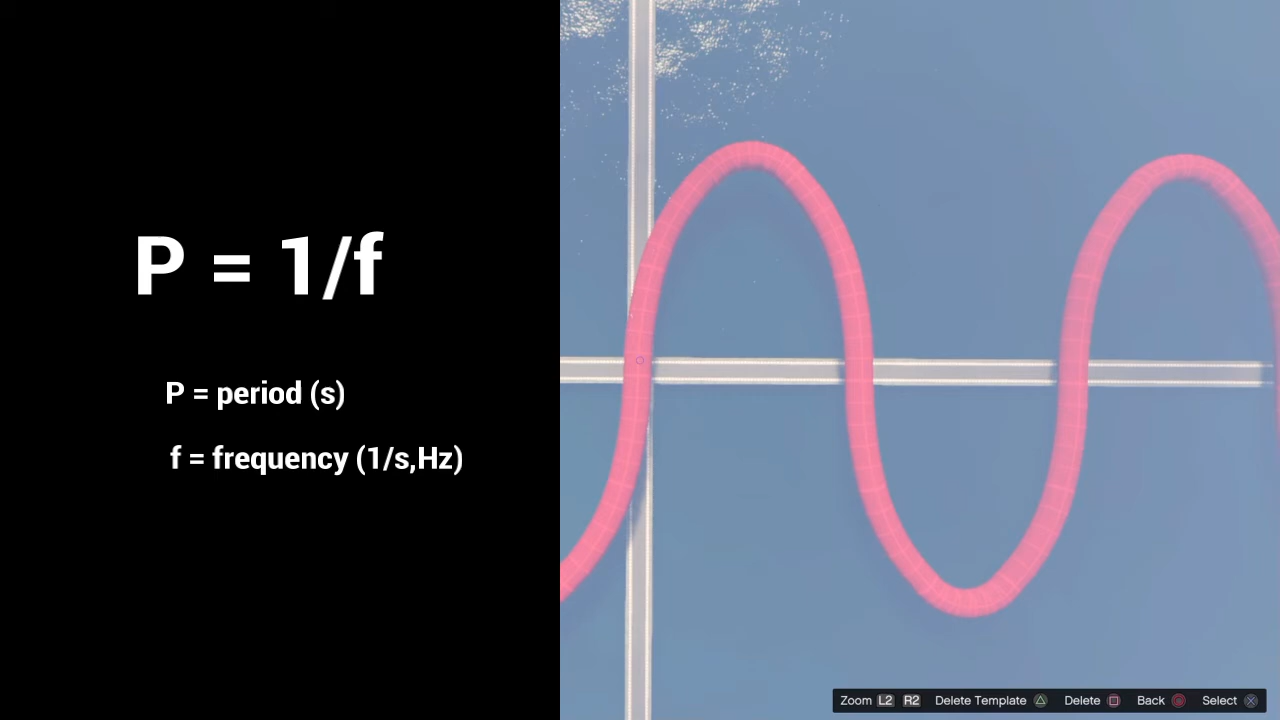 P = 1/f
P = period (s)
f = frequency (1/s,Hz)
Zoom L2 R2 Delete Template Delete Back Select